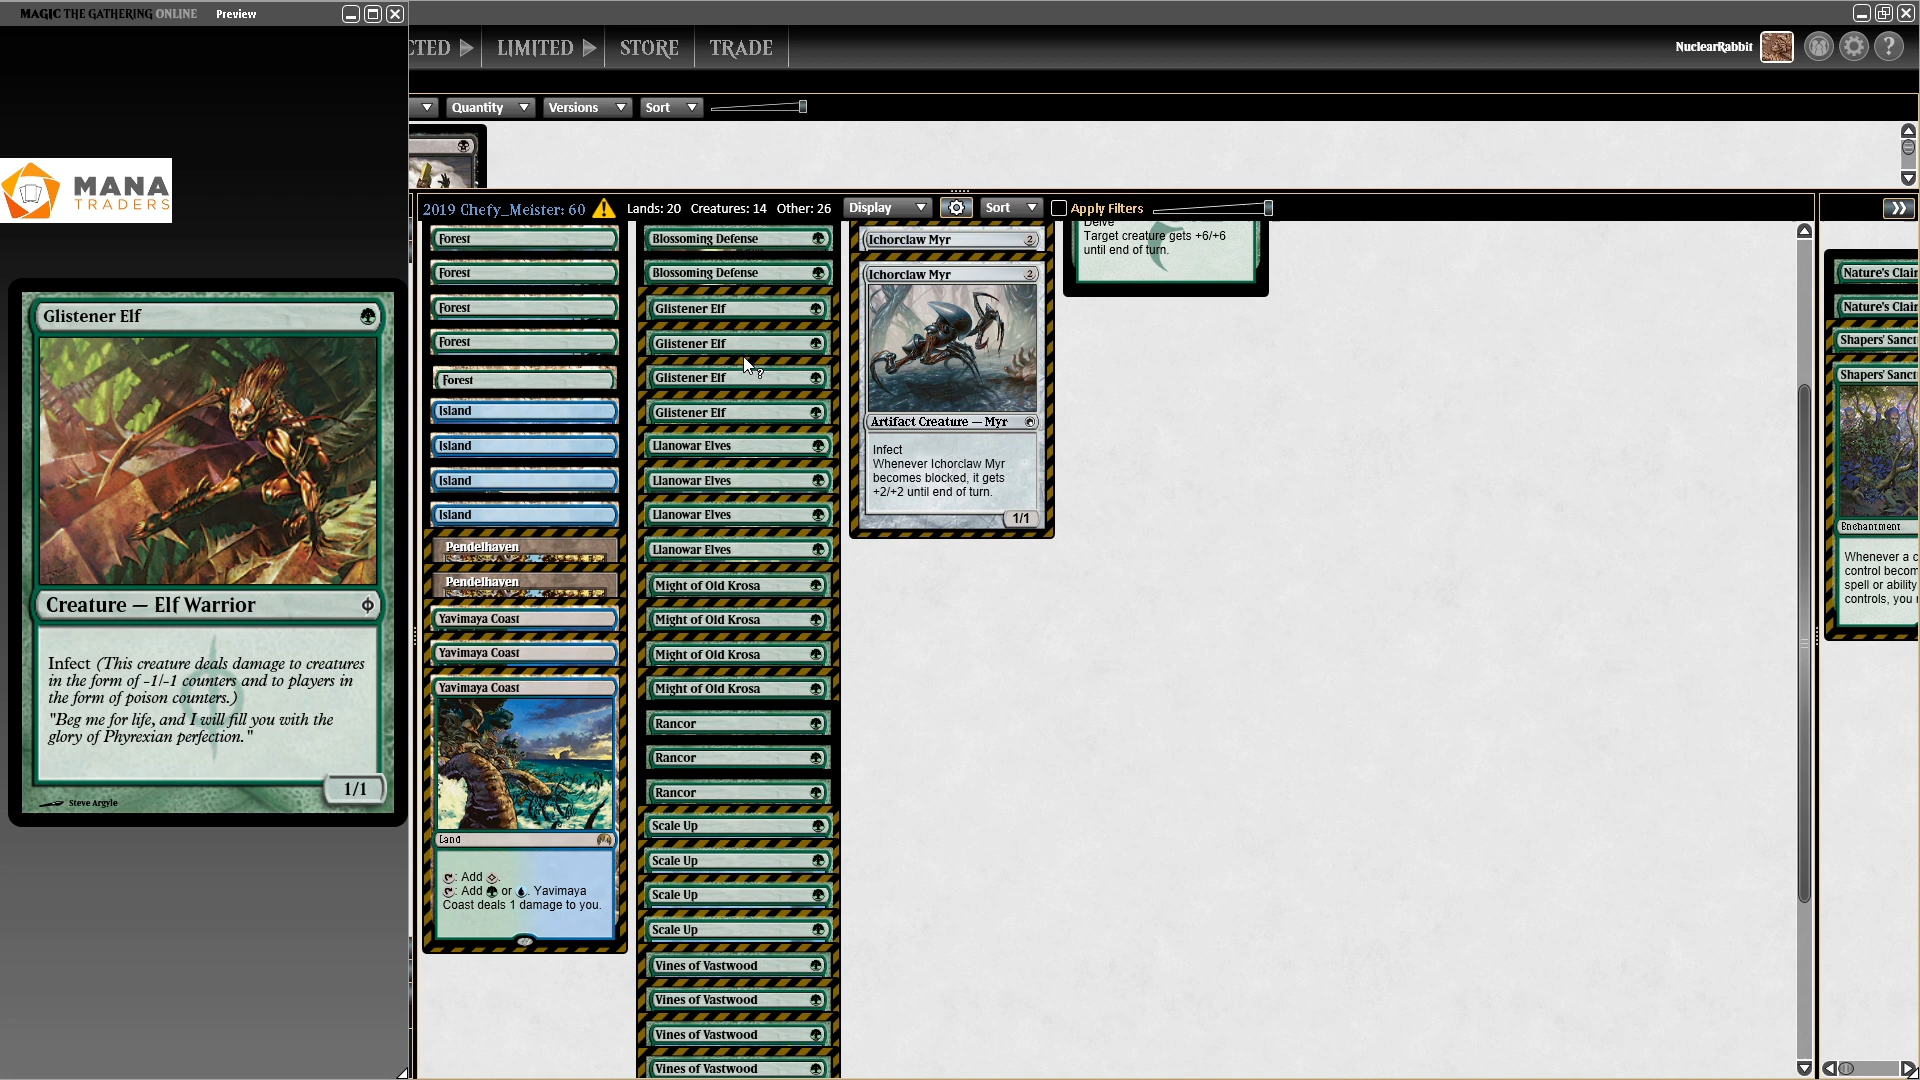 MAGIC THE GATHERING ONLINE Preview
LIMITED STORE TRADE
NuclearRabbit
Quantity Versions Sort
MANA
TRADERS
2019 Chefy_Meister: 60 Lands: 20 Creatures: 14 Other: 26 Display Sort Apply Filters
Glistener Elf
Creature — Elf Warrior
Infect (This creature deals damage to creatures
in the form of -1/-1 counters and to players in
the form of poison counters.)
"Beg me for life, and I will fill you with the
glory of Phyrexian perfection."
1/1
Steve Argyle
Forest
Forest
Forest
Forest
Forest
Island
Island
Island
Island
Pendelhaven
Pendelhaven
Yavimaya Coast
Yavimaya Coast
Yavimaya Coast
Land
: Add .
: Add or . Yavimaya
Coast deals 1 damage to you.
Blossoming Defense
Blossoming Defense
Glistener Elf
Glistener Elf
Glistener Elf
Glistener Elf
Llanowar Elves
Llanowar Elves
Llanowar Elves
Llanowar Elves
Might of Old Krosa
Might of Old Krosa
Might of Old Krosa
Might of Old Krosa
Rancor
Rancor
Rancor
Scale Up
Scale Up
Scale Up
Scale Up
Vines of Vastwood
Vines of Vastwood
Vines of Vastwood
Vines of Vastwood
Ichorclaw Myr 2
Ichorclaw Myr 2
Artifact Creature — Myr
Infect
Whenever Ichorclaw Myr
becomes blocked, it gets
+2/+2 until end of turn.
1/1
Delve
Target creature gets +6/+6
until end of turn.
Nature's Clai
Nature's Clai
Shapers' Sanct
Shapers' Sanct
Enchantment
Whenever a c
control becom
spell or ability
controls, you